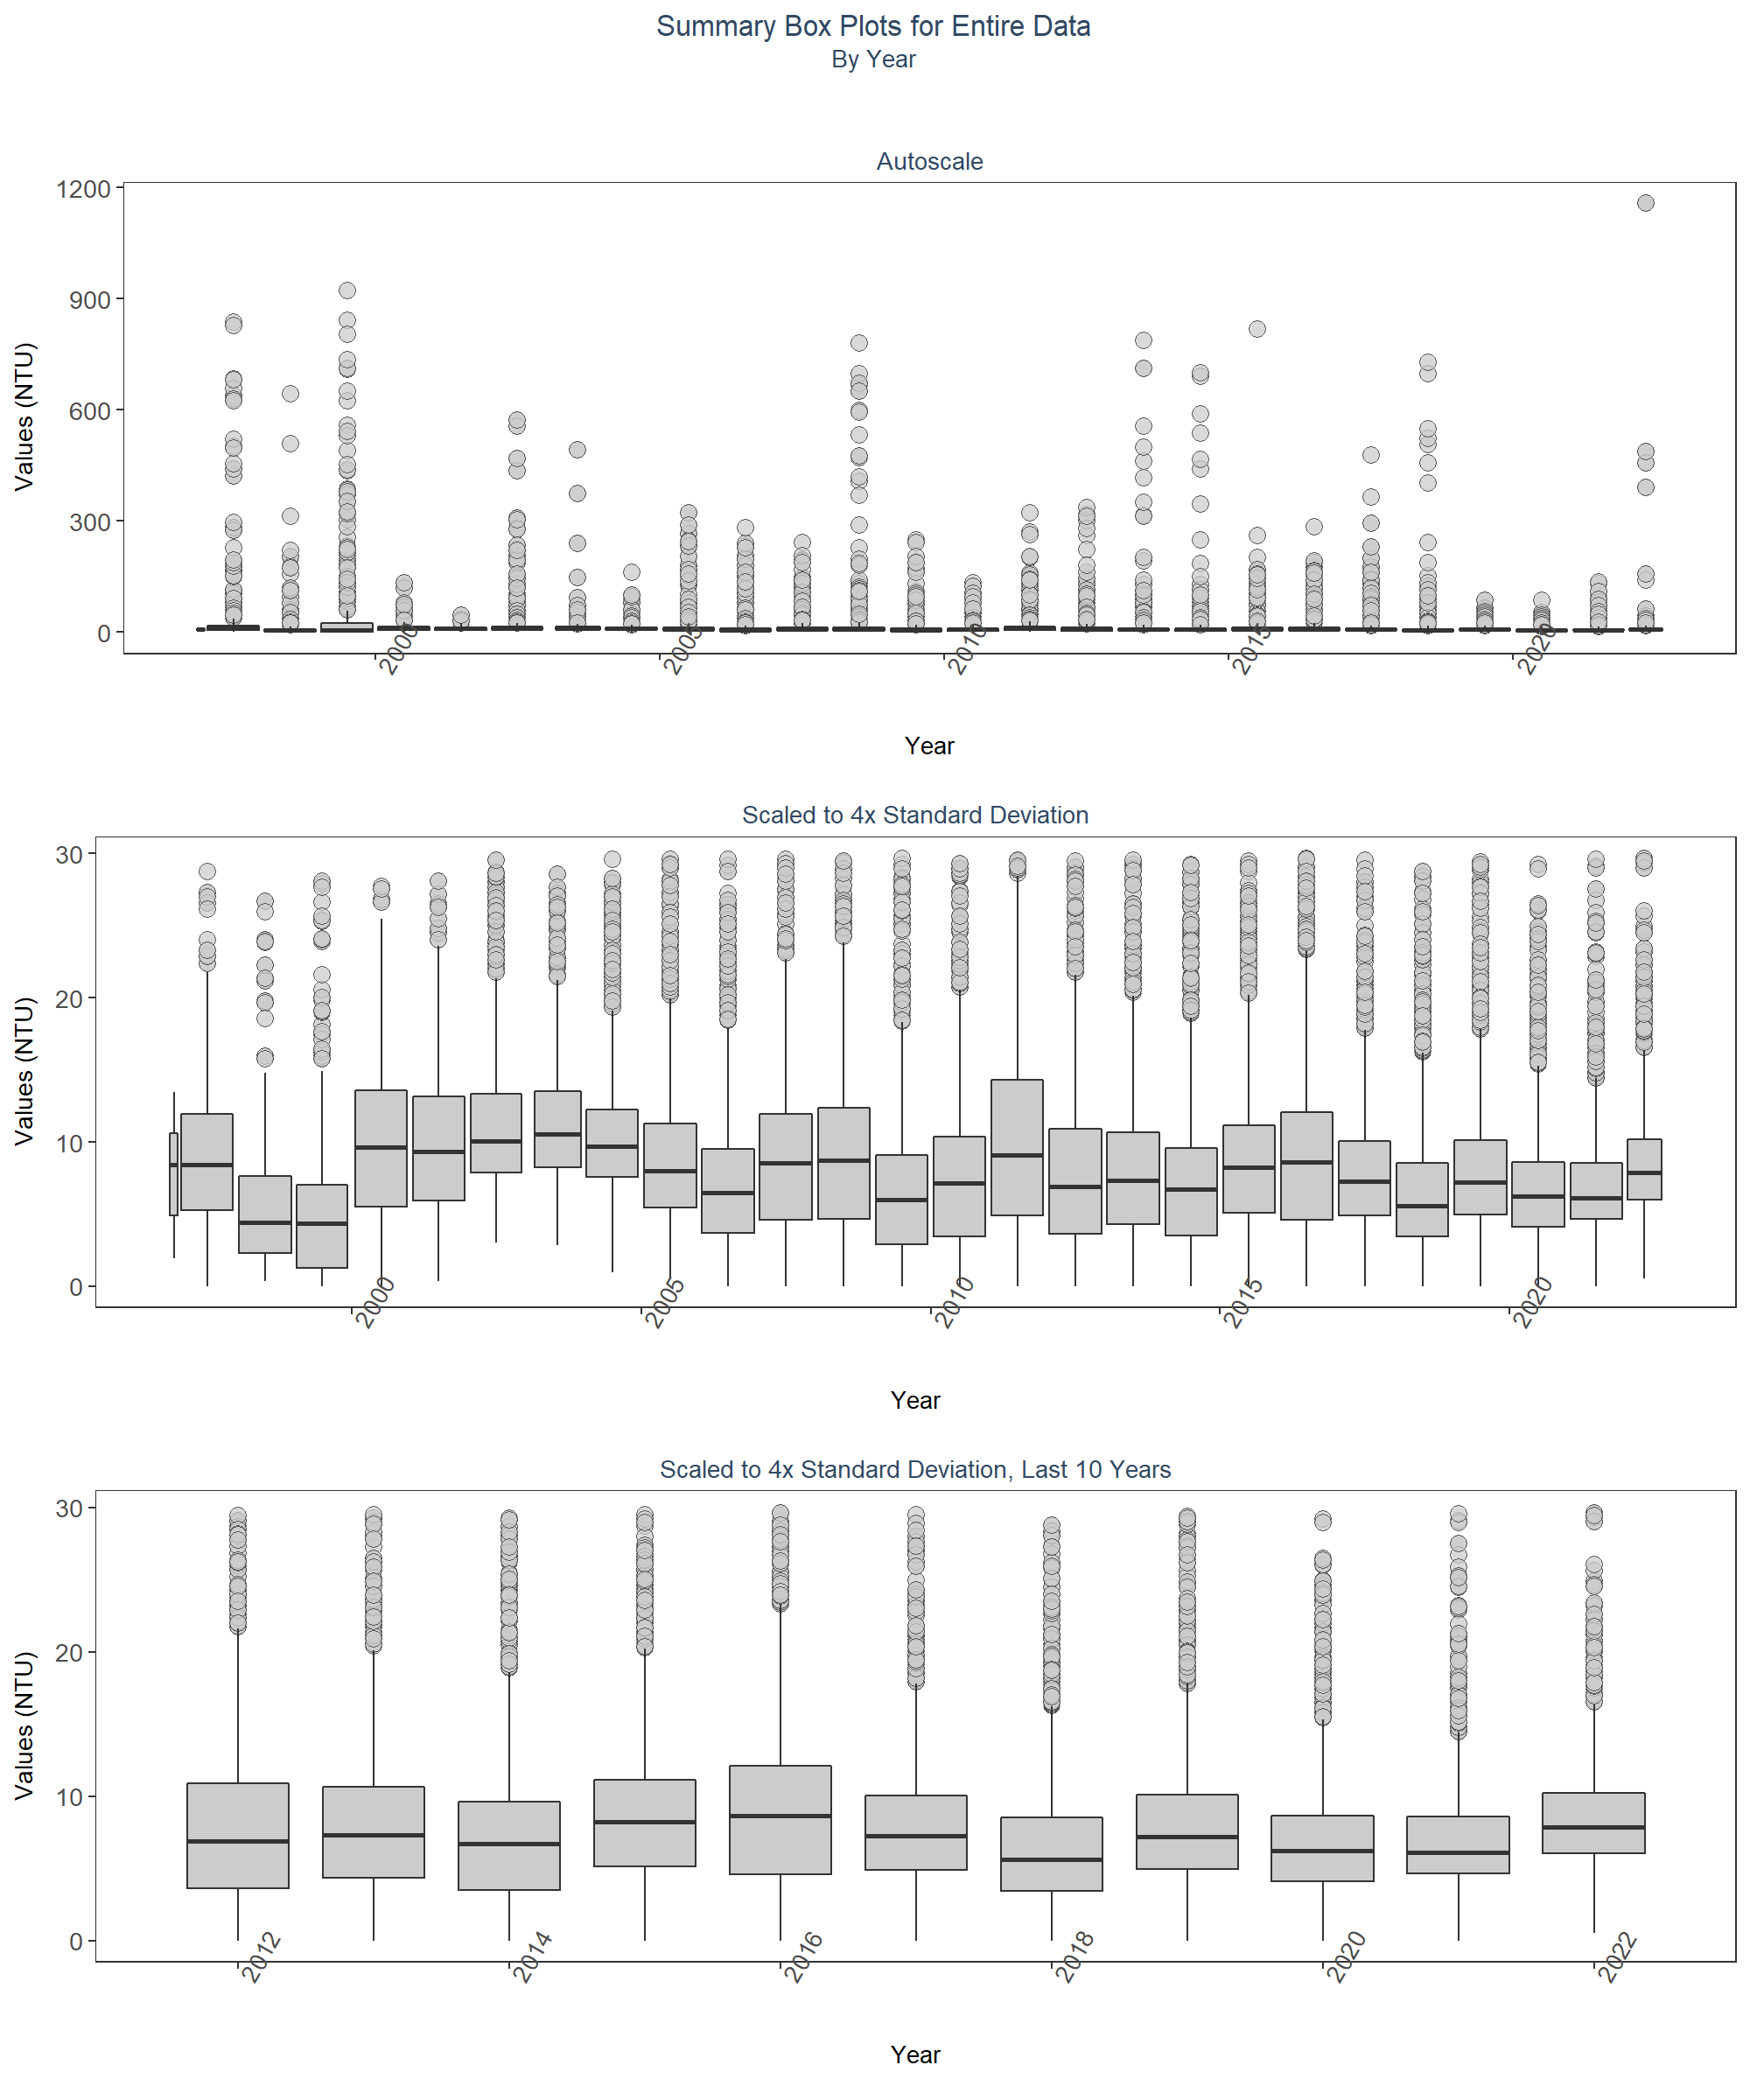 Summary Box Plots for Entire Data
By Year
Autoscale
1200
900
600
300
0
Values (NTU)
2000
2005
2010
2015
2020
Year
Scaled to 4x Standard Deviation
30
20
10
0
Values (NTU)
2000
2005
2010
2015
2020
Year
Scaled to 4x Standard Deviation, Last 10 Years
30
20
10
0
Values (NTU)
2012
2014
2016
2018
2020
2022
Year